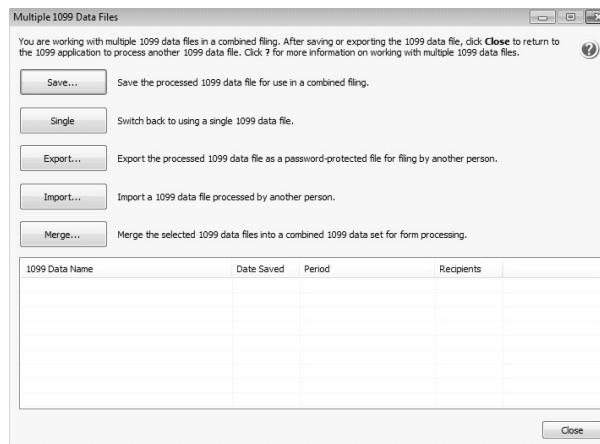 Multiple 1099 Data Files
You are working with multiple 1099 data files in a combined filing. After saving or exporting the 1099 data file, click Close to return to
the 1099 application to process another 1099 data file. Click ? for more information on working with multiple 1099 data files.
?
Save... Save the processed 1099 data file for use in a combined filing.
Single Switch back to using a single 1099 data file.
Export... Export the processed 1099 data file as a password-protected file for filing by another person.
Import... Import a 1099 data file processed by another person.
Merge... Merge the selected 1099 data files into a combined 1099 data set for form processing.
1099 Data Name Date Saved Period Recipients
Close